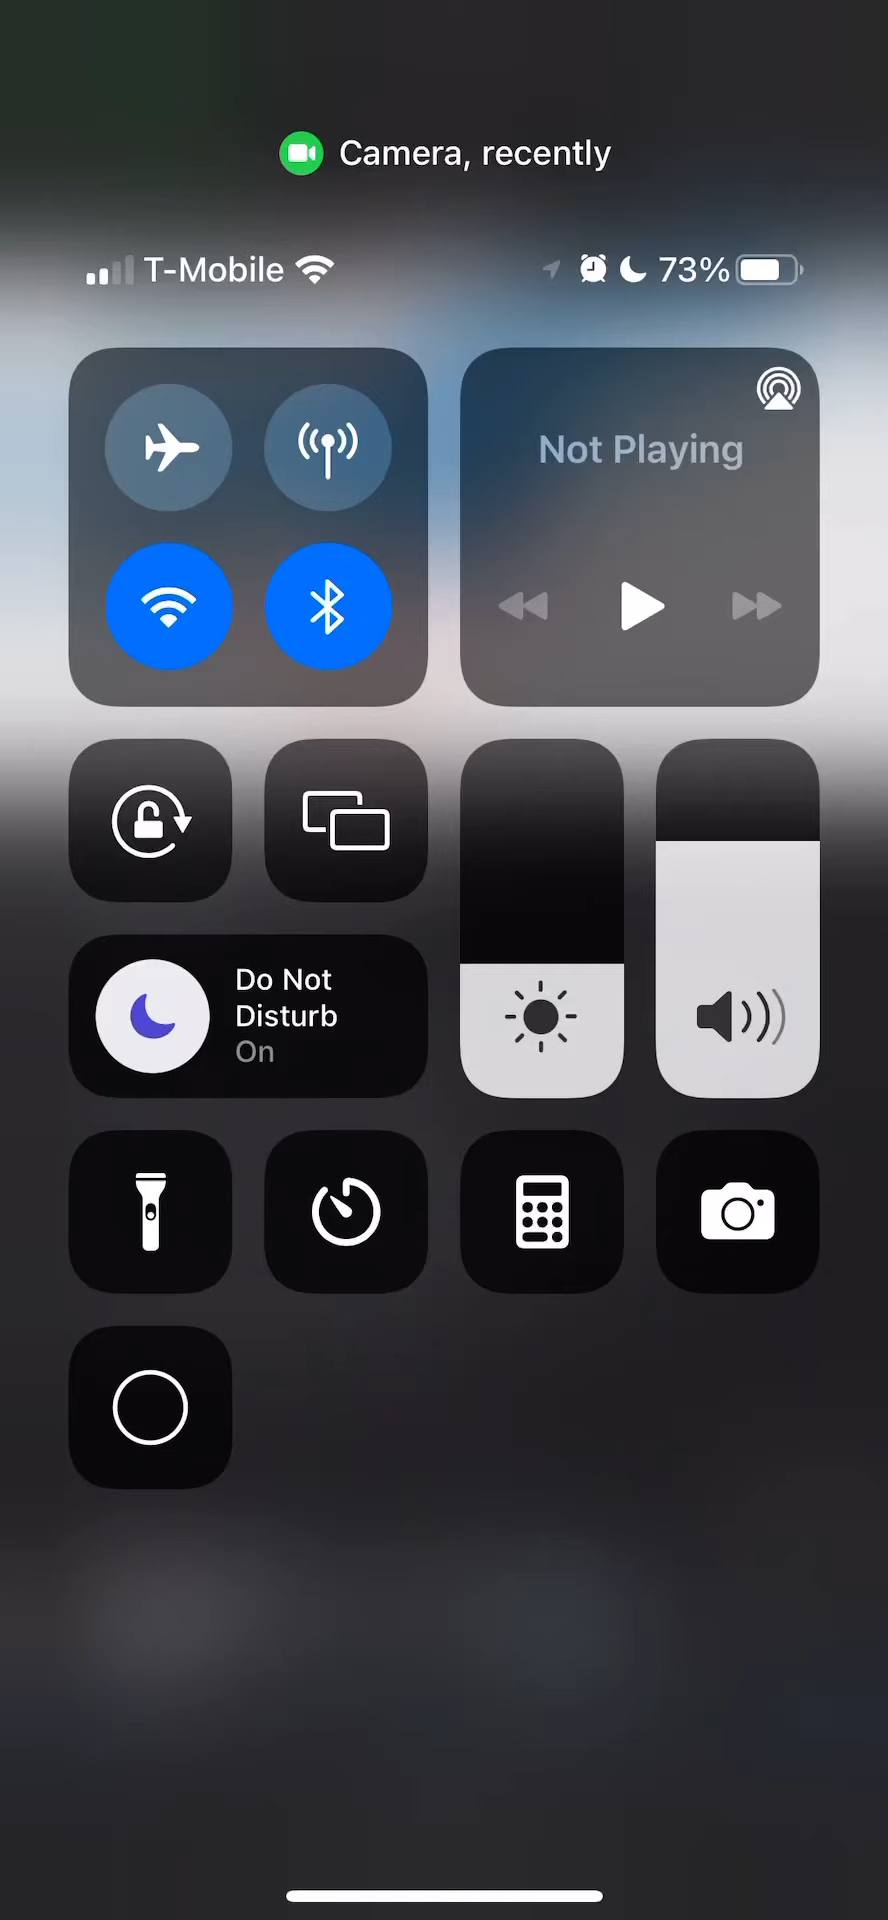 Camera, recently
T-Mobile 73%
Not Playing
Do Not
Disturb
On